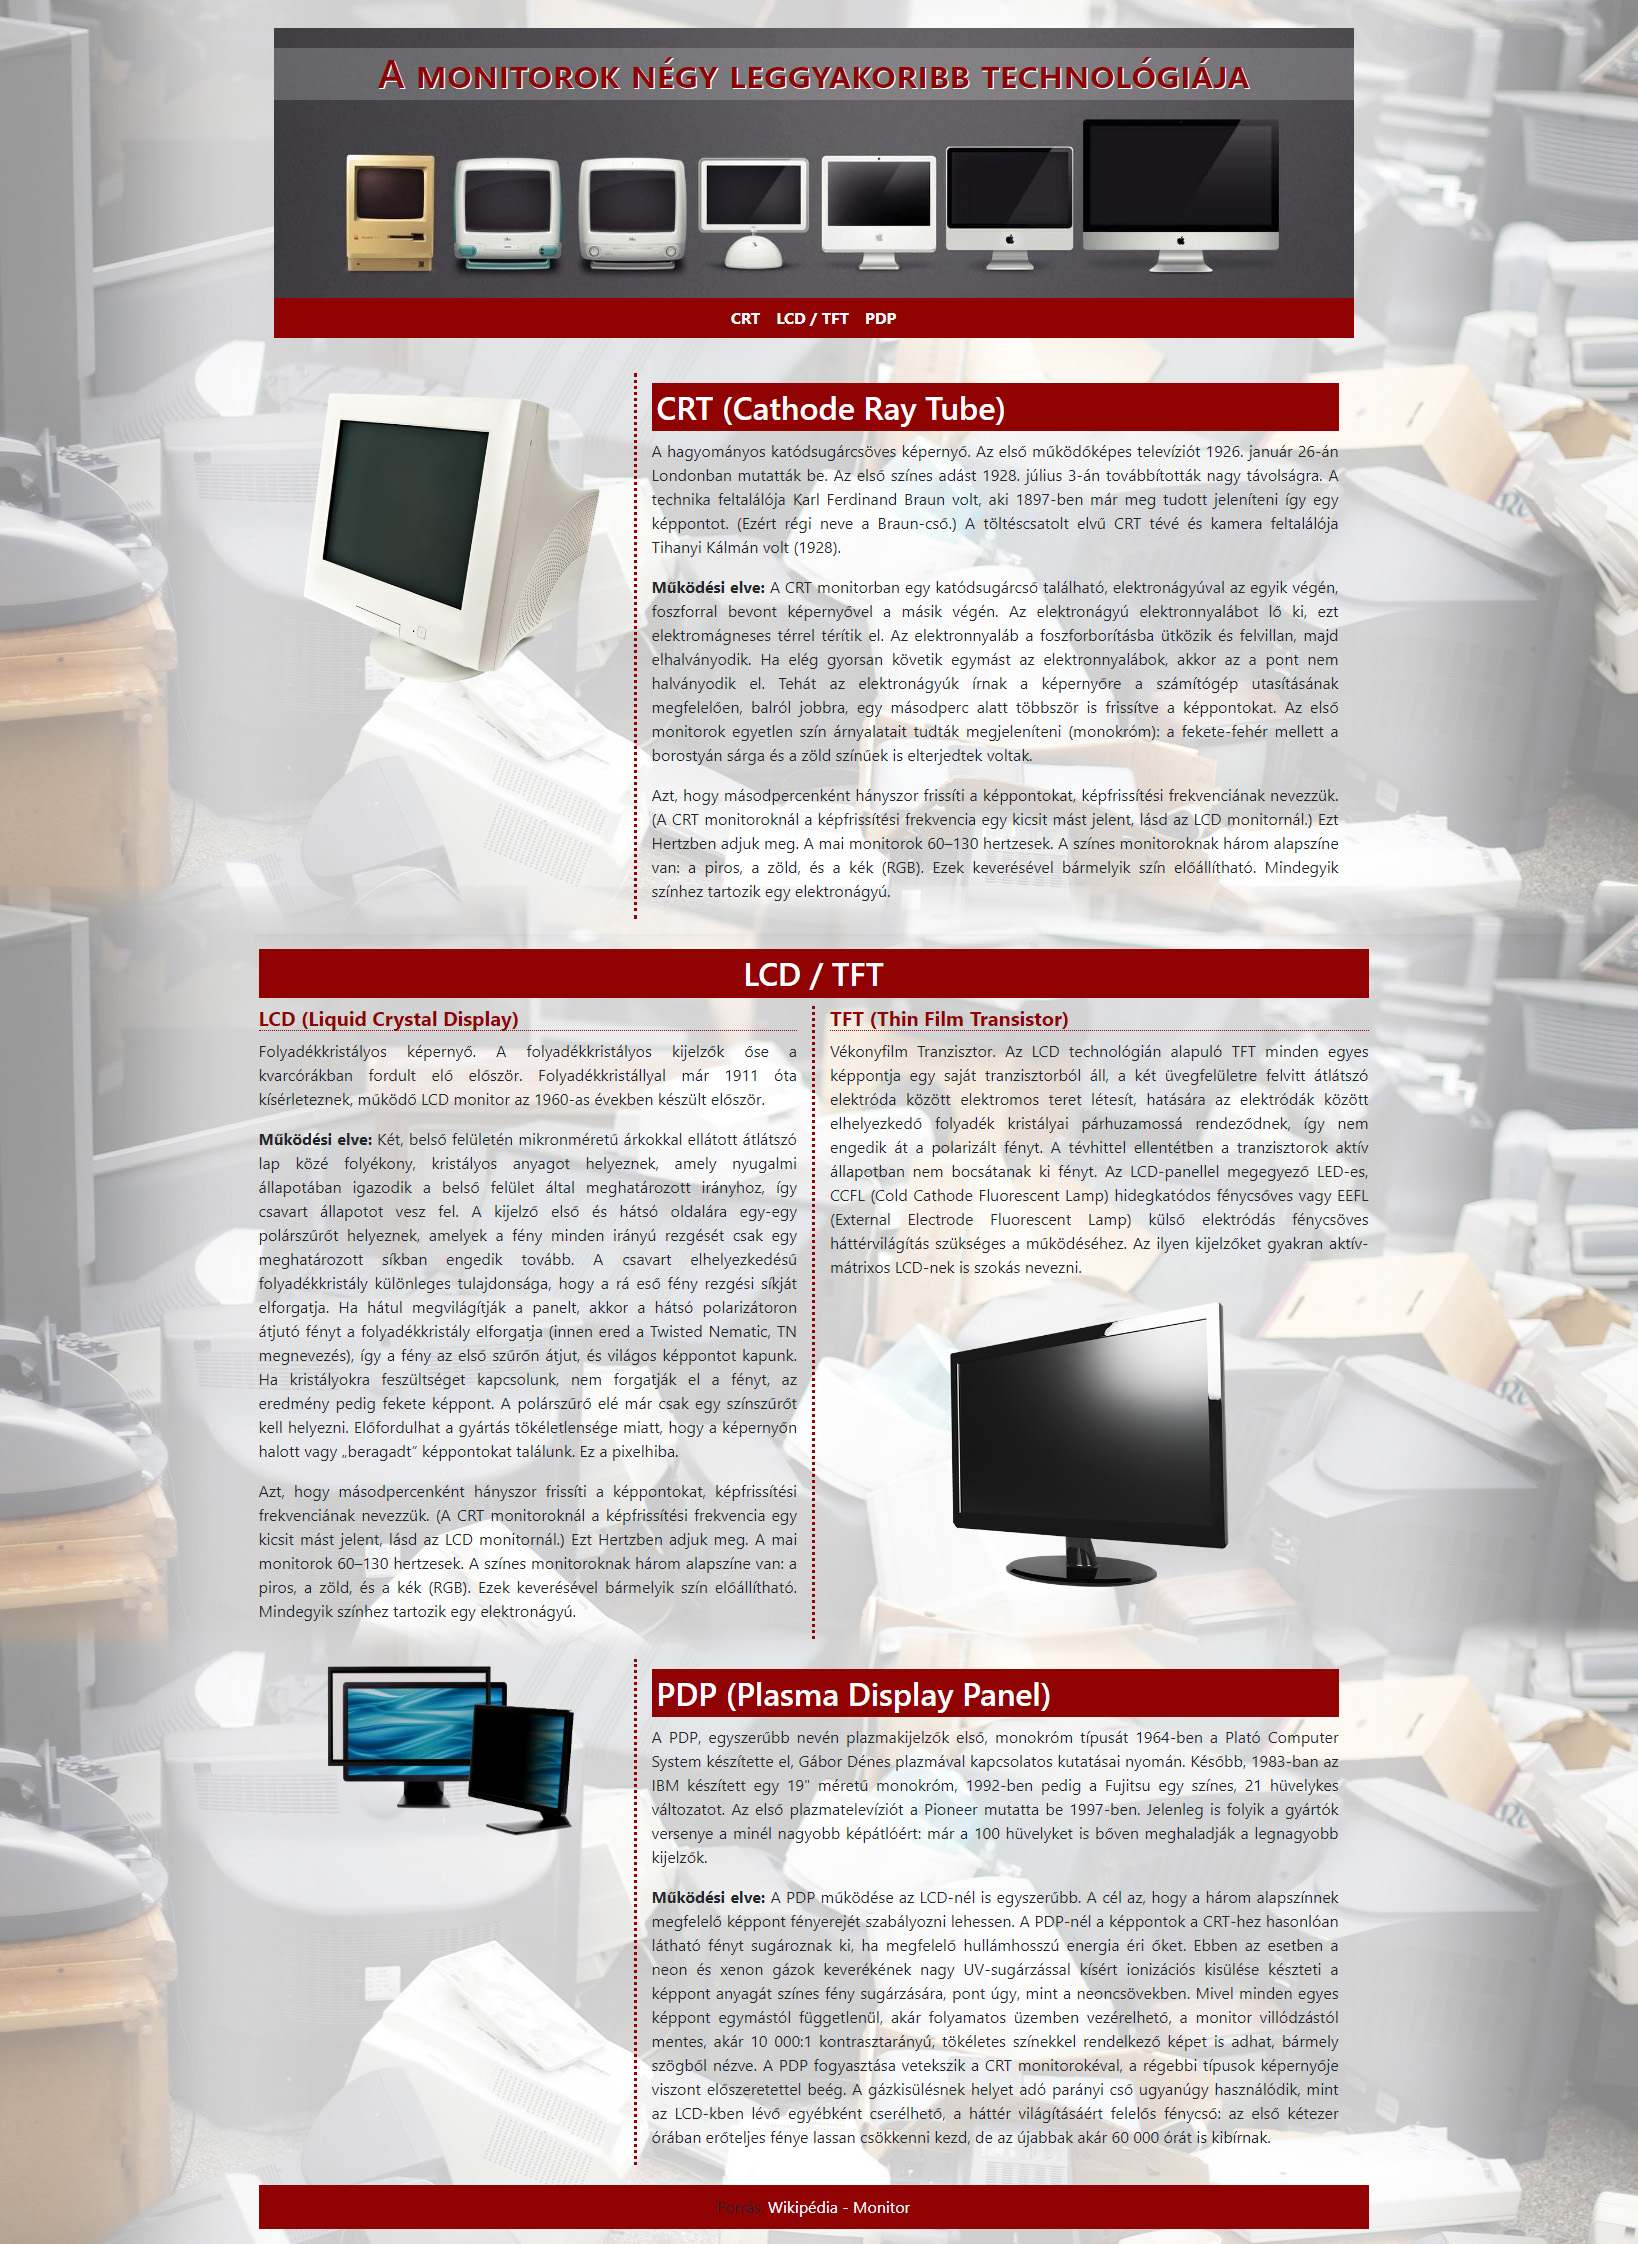 A MONITOROK NÉGY LEGGYAKORIBB TECHNOLÓGIÁJA
CRT LCD / TFT PDP
CRT (Cathode Ray Tube)
A hagyományos katódsugárcsöves képernyő. Az első működőképes televíziót 1926. január 26-án
Londonban mutatták be. Az első színes adást 1928. július 3-án továbbították nagy távolságra. A
technika feltalálója Karl Ferdinand Braun volt, aki 1897-ben már meg tudott jeleníteni így egy
képpontot. (Ezért régi neve a Braun-cső.) A töltéscsatolt elvű CRT tévé és kamera feltalálója
Tihanyi Kálmán volt (1928).
Működési elve: A CRT monitorban egy katódsugárcső található, elektronágyúval az egyik végén,
foszforral bevont képernyővel a másik végén. Az elektronágyú elektronnyalábot lő ki, ezt
elektromágneses térrel térítik el. Az elektronnyaláb a foszforborításba ütközik és felvillan, majd
elhalványodik. Ha elég gyorsan követik egymást az elektronnyalábok, akkor az a pont nem
halványodik el. Tehát az elektronágyúk írnak a képernyőre a számítógép utasításának
megfelelően, balról jobbra, egy másodperc alatt többször is frissítve a képpontokat. Az első
monitorok egyetlen szín árnyalatait tudták megjeleníteni (monokróm): a fekete-fehér mellett a
borostyán sárga és a zöld színűek is elterjedtek voltak.
Azt, hogy másodpercenként hányszor frissíti a képpontokat, képfrissítési frekvenciának nevezzük.
(A CRT monitoroknál a képfrissítési frekvencia egy kicsit mást jelent, lásd az LCD monitornál.) Ezt
Hertzben adjuk meg. A mai monitorok 60–130 hertzesek. A színes monitoroknak három alapszíne
van: a piros, a zöld, és a kék (RGB). Ezek keverésével bármelyik szín előállítható. Mindegyik
színhez tartozik egy elektronágyú.
LCD / TFT
LCD (Liquid Crystal Display)
Folyadékkristályos képernyő. A folyadékkristályos kijelzők őse a
kvarcórákban fordult elő először. Folyadékkristállyal már 1911 óta
kísérleteznek, működő LCD monitor az 1960-as években készült először.
Működési elve: Két, belső felületén mikronméretű árkokkal ellátott átlátszó
lap közé folyékony, kristályos anyagot helyeznek, amely nyugalmi
állapotában igazodik a belső felület által meghatározott irányhoz, így
csavart állapotot vesz fel. A kijelző első és hátsó oldalára egy-egy
polárszűrőt helyeznek, amelyek a fény minden irányú rezgését csak egy
meghatározott síkban engedik tovább. A csavart elhelyezkedésű
folyadékkristály különleges tulajdonsága, hogy a rá eső fény rezgési síkját
elforgatja. Ha hátul megvilágítják a panelt, akkor a hátsó polarizátoron
átjutó fényt a folyadékkristály elforgatja (innen ered a Twisted Nematic, TN
megnevezés), így a fény az első szűrőn átjut, és világos képpontot kapunk.
Ha kristályokra feszültséget kapcsolunk, nem forgatják el a fényt, az
eredmény pedig fekete képpont. A polárszűrő elé már csak egy színszűrőt
kell helyezni. Előfordulhat a gyártás tökéletlensége miatt, hogy a képernyőn
halott vagy „beragadt” képpontokat találunk. Ez a pixelhiba.
Azt, hogy másodpercenként hányszor frissíti a képpontokat, képfrissítési
frekvenciának nevezzük. (A CRT monitoroknál a képfrissítési frekvencia egy
kicsit mást jelent, lásd az LCD monitornál.) Ezt Hertzben adjuk meg. A mai
monitorok 60–130 hertzesek. A színes monitoroknak három alapszíne van: a
piros, a zöld, és a kék (RGB). Ezek keverésével bármelyik szín előállítható.
Mindegyik színhez tartozik egy elektronágyú.
TFT (Thin Film Transistor)
Vékonyfilm Tranzisztor. Az LCD technológián alapuló TFT minden egyes
képpontja egy saját tranzisztorból áll, a két üvegfelületre felvitt átlátszó
elektróda között elektromos teret létesít, hatására az elektródák között
elhelyezkedő folyadék kristályai párhuzamossá rendeződnek, így nem
engedik át a polarizált fényt. A tévhittel ellentétben a tranzisztorok aktív
állapotban nem bocsátanak ki fényt. Az LCD-panellel megegyező LED-es,
CCFL (Cold Cathode Fluorescent Lamp) hidegkatódos fénycsőves vagy EEFL
(External Electrode Fluorescent Lamp) külső elektródás fénycsöves
háttérvilágítás szükséges a működéséhez. Az ilyen kijelzőket gyakran aktív-
mátrixos LCD-nek is szokás nevezni.
PDP (Plasma Display Panel)
A PDP, egyszerűbb nevén plazmakijelzők első, monokróm típusát 1964-ben a Plató Computer
System készítette el, Gábor Dénes plazmával kapcsolatos kutatásai nyomán. Később, 1983-ban az
IBM készített egy 19" méretű monokróm, 1992-ben pedig a Fujitsu egy színes, 21 hüvelykes
változatot. Az első plazmatelevíziót a Pioneer mutatta be 1997-ben. Jelenleg is folyik a gyártók
versenye a minél nagyobb képátlóért: már a 100 hüvelyket is bőven meghaladják a legnagyobb
kijelzők.
Működési elve: A PDP működése az LCD-nél is egyszerűbb. A cél az, hogy a három alapszínnek
megfelelő képpont fényerejét szabályozni lehessen. A PDP-nél a képpontok a CRT-hez hasonlóan
látható fényt sugároznak ki, ha megfelelő hullámhosszú energia éri őket. Ebben az esetben a
neon és xenon gázok keverékének nagy UV-sugárzással kísért ionizációs kisülése készteti a
képpont anyagát színes fény sugárzására, pont úgy, mint a neoncsövekben. Mivel minden egyes
képpont egymástól függetlenül, akár folyamatos üzemben vezérelhető, a monitor villódzástól
mentes, akár 10 000:1 kontrasztarányú, tökéletes színekkel rendelkező képet is adhat, bármely
szögből nézve. A PDP fogyasztása vetekszik a CRT monitorokéval, a régebbi típusok képernyője
viszont előszeretettel beég. A gázkisülésnek helyet adó parányi cső ugyanúgy használódik, mint
az LCD-kben lévő egyébként cserélhető, a háttér világításáért felelős fénycső: az első kétezer
órában erőteljes fénye lassan csökkenni kezd, de az újabbak akár 60 000 órát is kibírnak.
Forrás: Wikipédia - Monitor